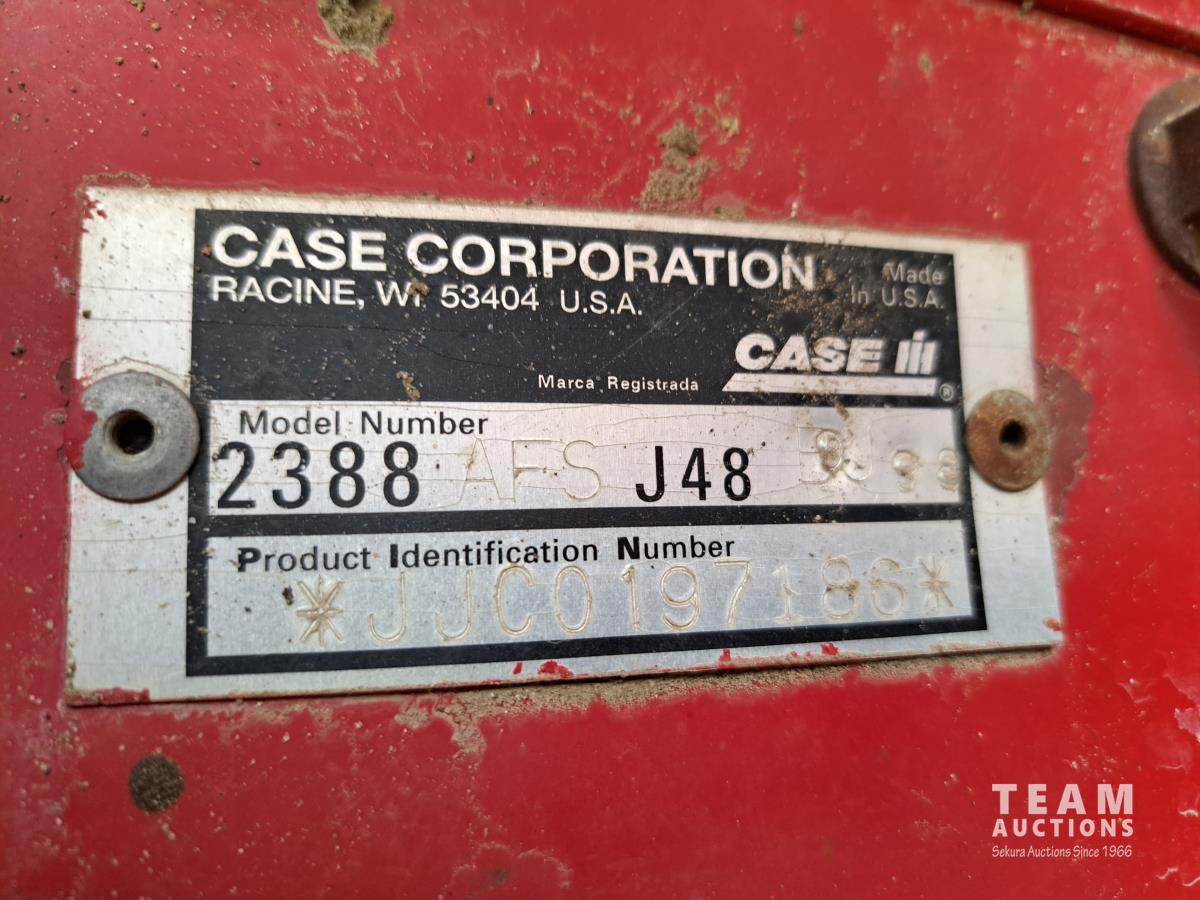 CASE CORPORATION
RACINE, WI 53404 U.S.A.
Made
In U.S.A.
CASE IH
Marca Registrada ®
Model Number
2388 AFS J48
Product Identification Number
*JJC0197186*
TEAM
AUCTIONS
Sekura Auctions Since 1966